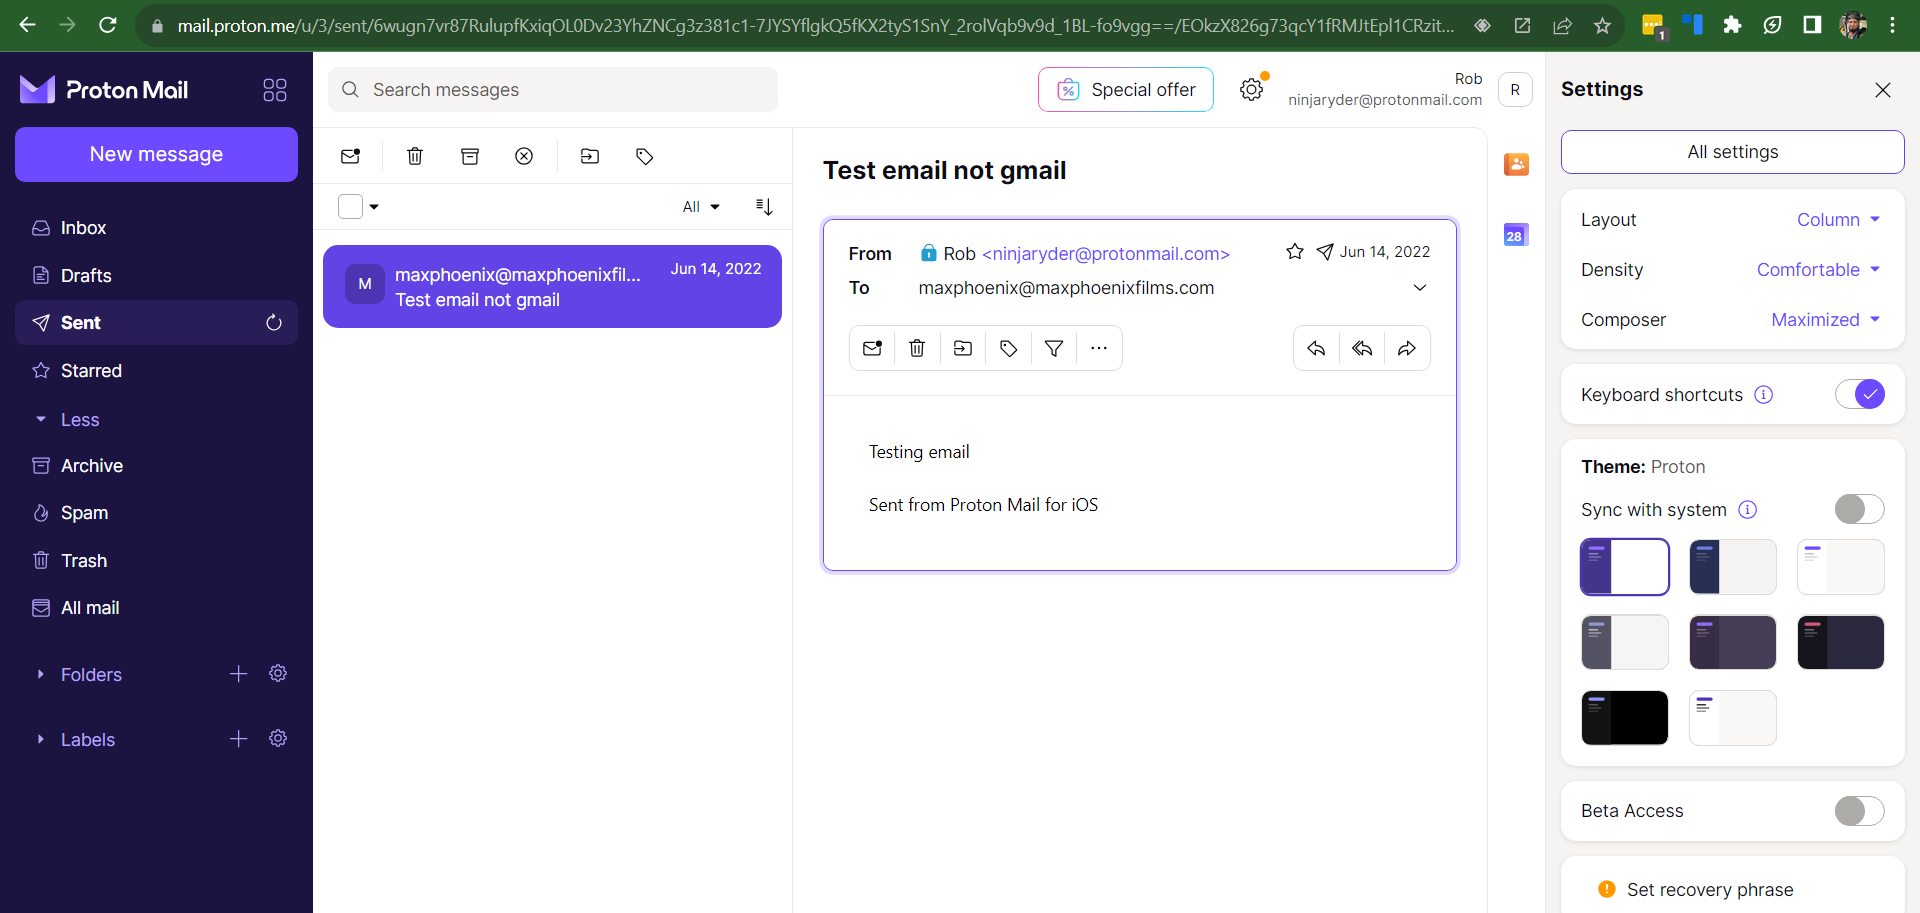 mail.proton.me/u/3/sent/6wugn7vr87RulupfKxiqOL0Dv23YhZNCg3z381c1-7JYSYflgkQ5fKX2tyS1SnY_2rolVqb9v9d_1BL-fo9vgg==/EOkzX826g73qcY1fRMJtEpl1CRzit...
1
Proton Mail
New message
Inbox
Drafts
Sent
Starred
Less
Archive
Spam
Trash
All mail
Folders
Labels
Search messages
Special offer
Rob
ninjaryder@protonmail.com
R
All
M
maxphoenix@maxphoenixfil...
Jun 14, 2022
Test email not gmail
Test email not gmail
From Rob <ninjaryder@protonmail.com>
Jun 14, 2022
To maxphoenix@maxphoenixfilms.com
Testing email
Sent from Proton Mail for iOS
28
Settings
All settings
Layout Column
Density Comfortable
Composer Maximized
Keyboard shortcuts
Theme: Proton
Sync with system
Beta Access
Set recovery phrase